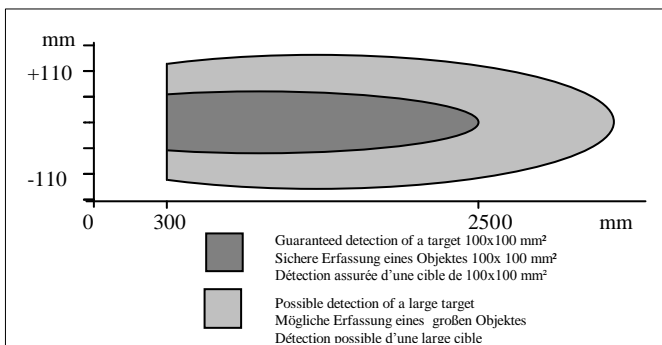 mm
+110
-110
0 300 2500 mm
Guaranteed detection of a target 100x100 mm²
Sichere Erfassung eines Objektes 100x 100 mm²
Détection assurée d'une cible de 100x100 mm²
Possible detection of a large target
Mögliche Erfassung eines großen Objektes
Détection possible d'une large cible